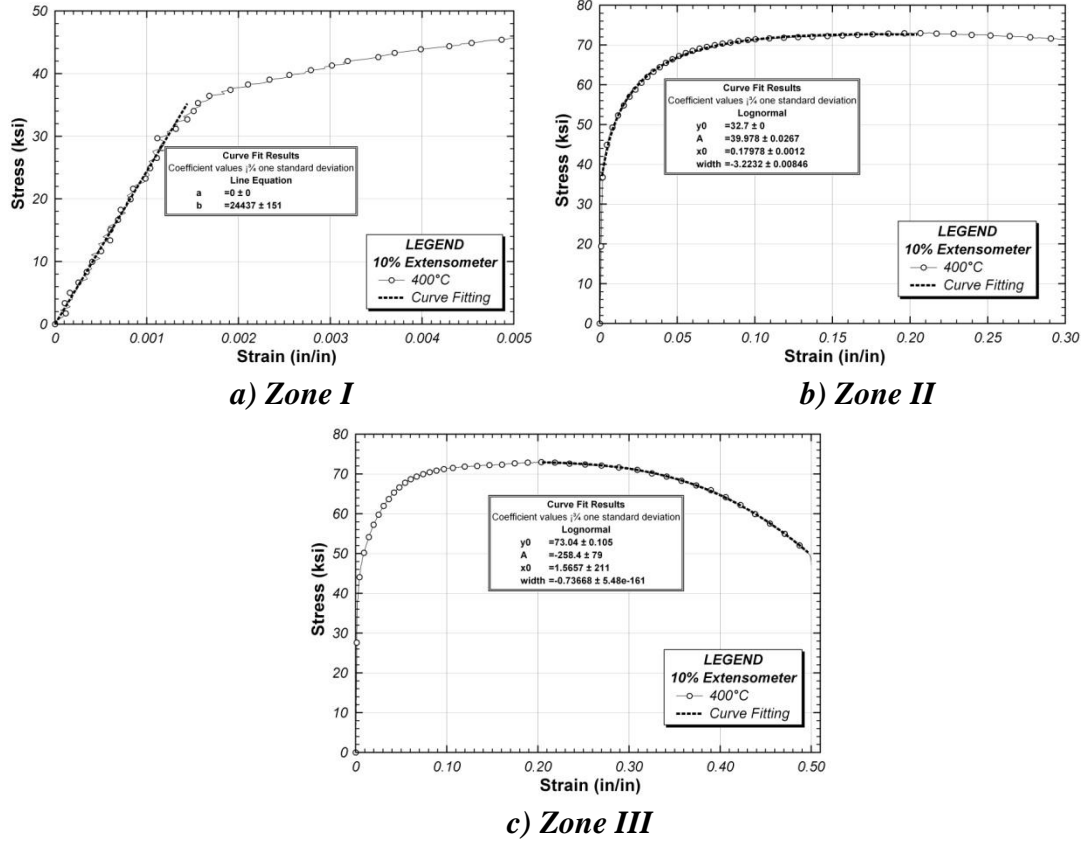 80
70
60
50
40
30
20
10
0
Stress (ksi)
Curve Fit Results
Coefficient values ¡¾ one standard deviation
Line Equation
a =0 ± 0
b =24437 ± 151
LEGEND
10% Extensometer
400°C
Curve Fitting
0 0.001 0.002 0.003 0.004 0.005
Strain (in/in)
a) Zone I
80
70
60
50
40
30
20
10
0
Stress (ksi)
Curve Fit Results
Coefficient values ¡¾ one standard deviation
Lognormal
y0 =32.7 ± 0
A =39.978 ± 0.0267
x0 =0.17978 ± 0.0012
width =-3.2232 ± 0.00846
LEGEND
10% Extensometer
400°C
Curve Fitting
0 0.05 0.10 0.15 0.20 0.25 0.30
Strain (in/in)
b) Zone II
80
70
60
50
40
30
20
10
0
Stress (ksi)
Curve Fit Results
Coefficient values ¡¾ one standard deviation
Lognormal
y0 =73.04 ± 0.105
A =-258.4 ± 79
x0 =1.5657 ± 211
width =-0.73668 ± 5.48e-161
LEGEND
10% Extensometer
400°C
Curve Fitting
0 0.10 0.20 0.30 0.40 0.50
Strain (in/in)
c) Zone III